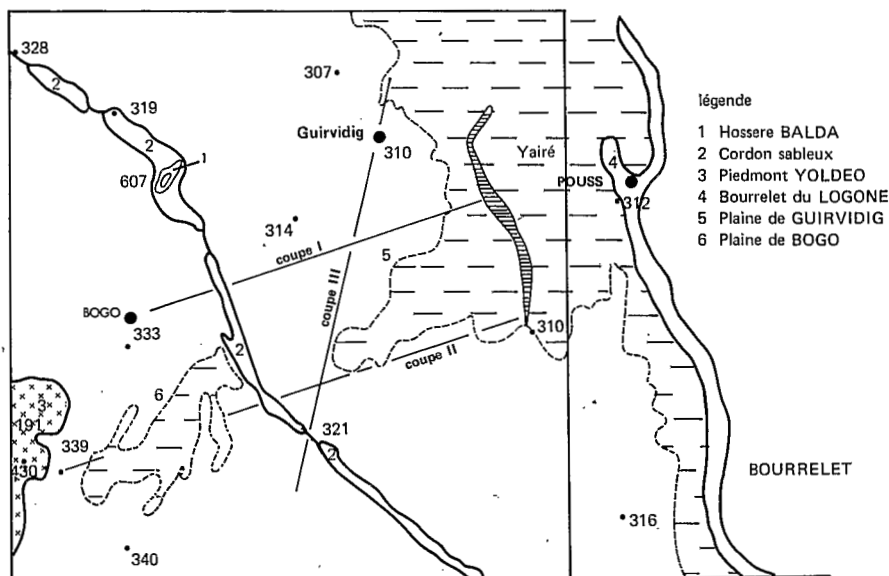 328
2
307
319
légende
Guirvidig
310
1 Hossere BALDA
2
1
Yairé
4
2 Cordon sableux
607
POUSS
3 Piedmont YOLDEO
312
4 Bourrelet du LOGONE
314
5 Plaine de GUIRVIDIG
coupe I
5
6 Plaine de BOGO
coupe III
BOGO
310
333
2
coupe II
6
3
191
339
321
430
2
BOURRELET
316
340